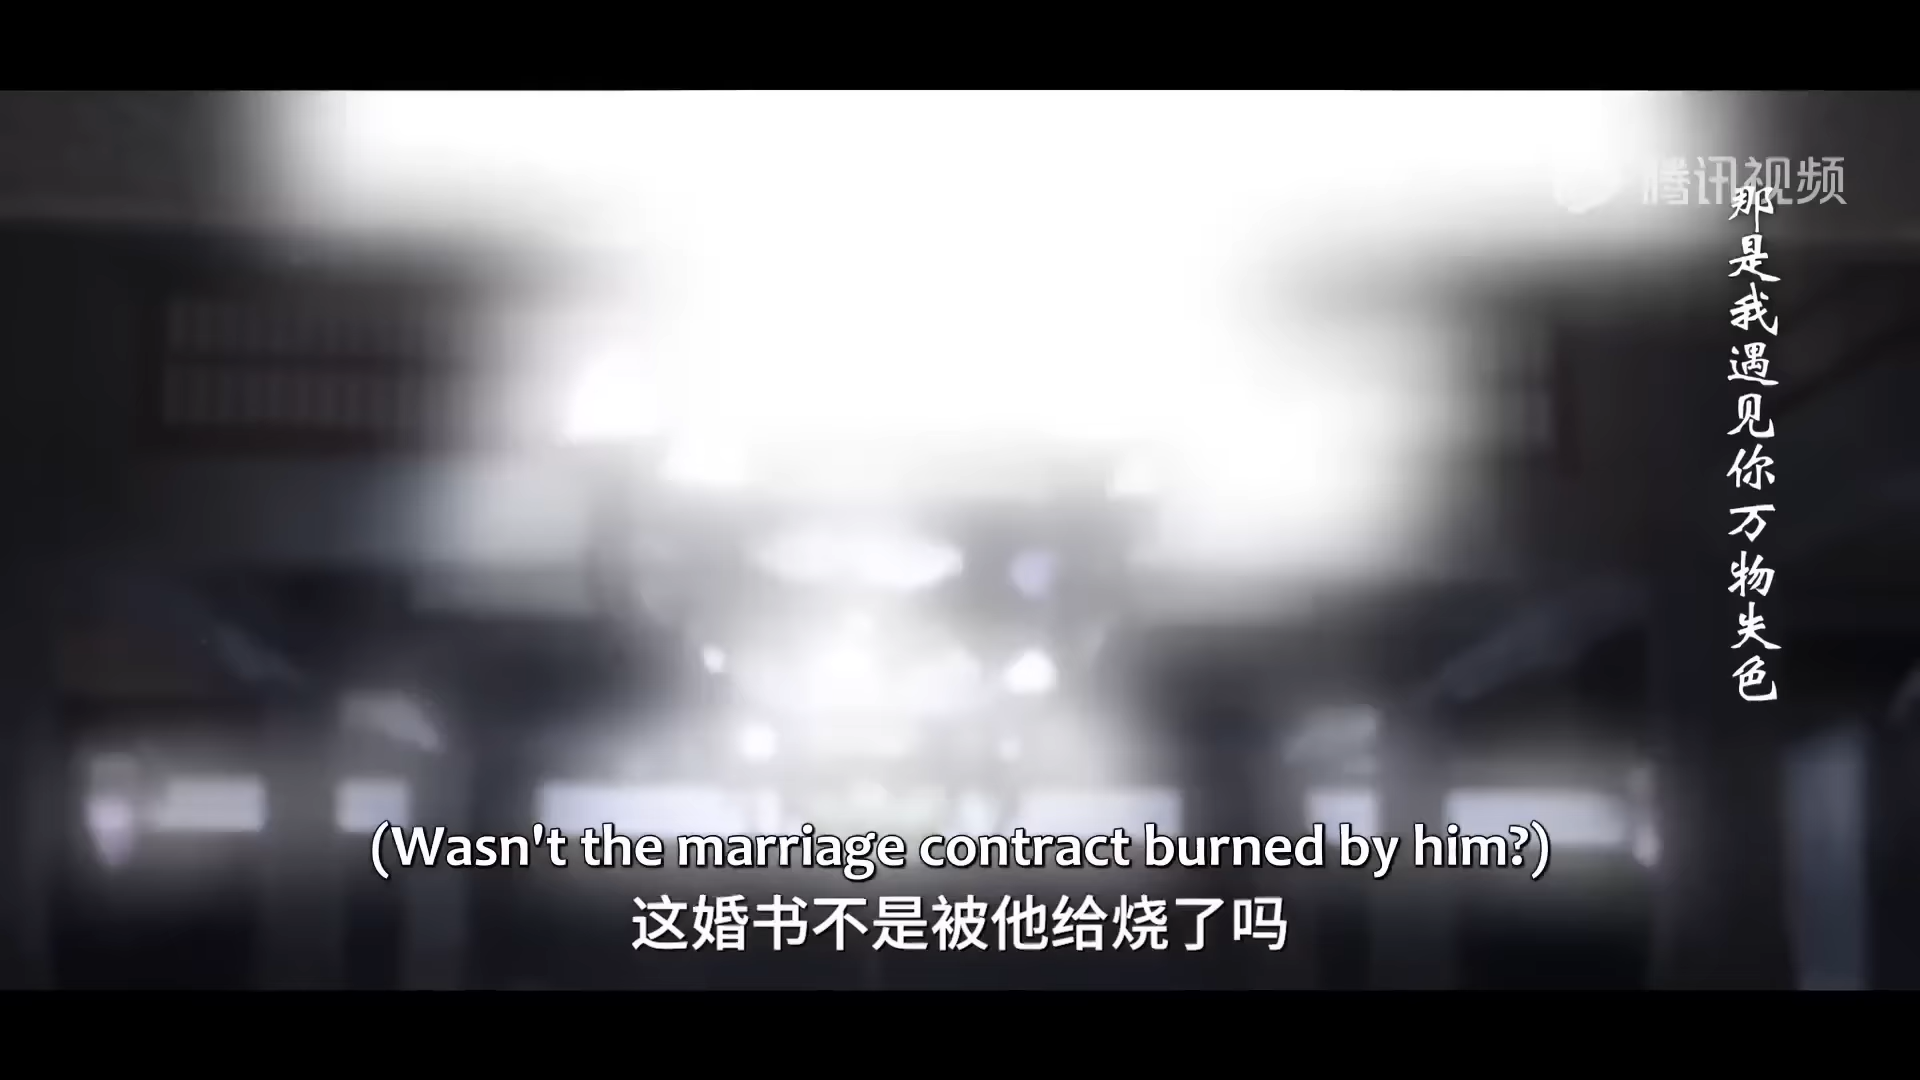 腾讯视频
那是我遇见你万物失色
(Wasn't the marriage contract burned by him?)
这婚书不是被他给烧了吗